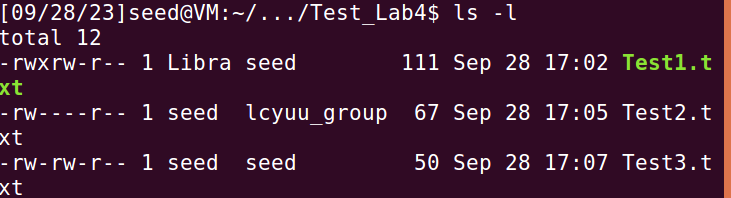 [09/28/23]seed@VM:~/.../Test_Lab4$ ls -l
total 12
-rwxrw-r-- 1 Libra seed        111 Sep 28 17:02 Test1.t
xt
-rw----r-- 1 seed  lcyuu_group  67 Sep 28 17:05 Test2.t
xt
-rw-rw-r-- 1 seed  seed         50 Sep 28 17:07 Test3.t
xt